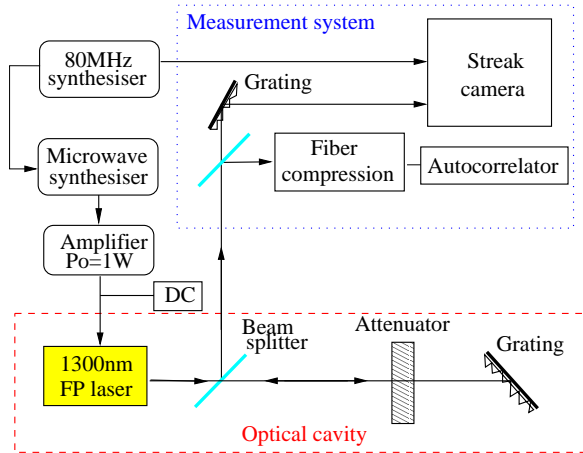 Measurement system
80MHz
synthesiser
Grating
Streak
camera
Microwave
synthesiser
Fiber
compression
Autocorrelator
Amplifier
Po=1W
DC
Beam
splitter
Attenuator
Grating
1300nm
FP laser
Optical cavity